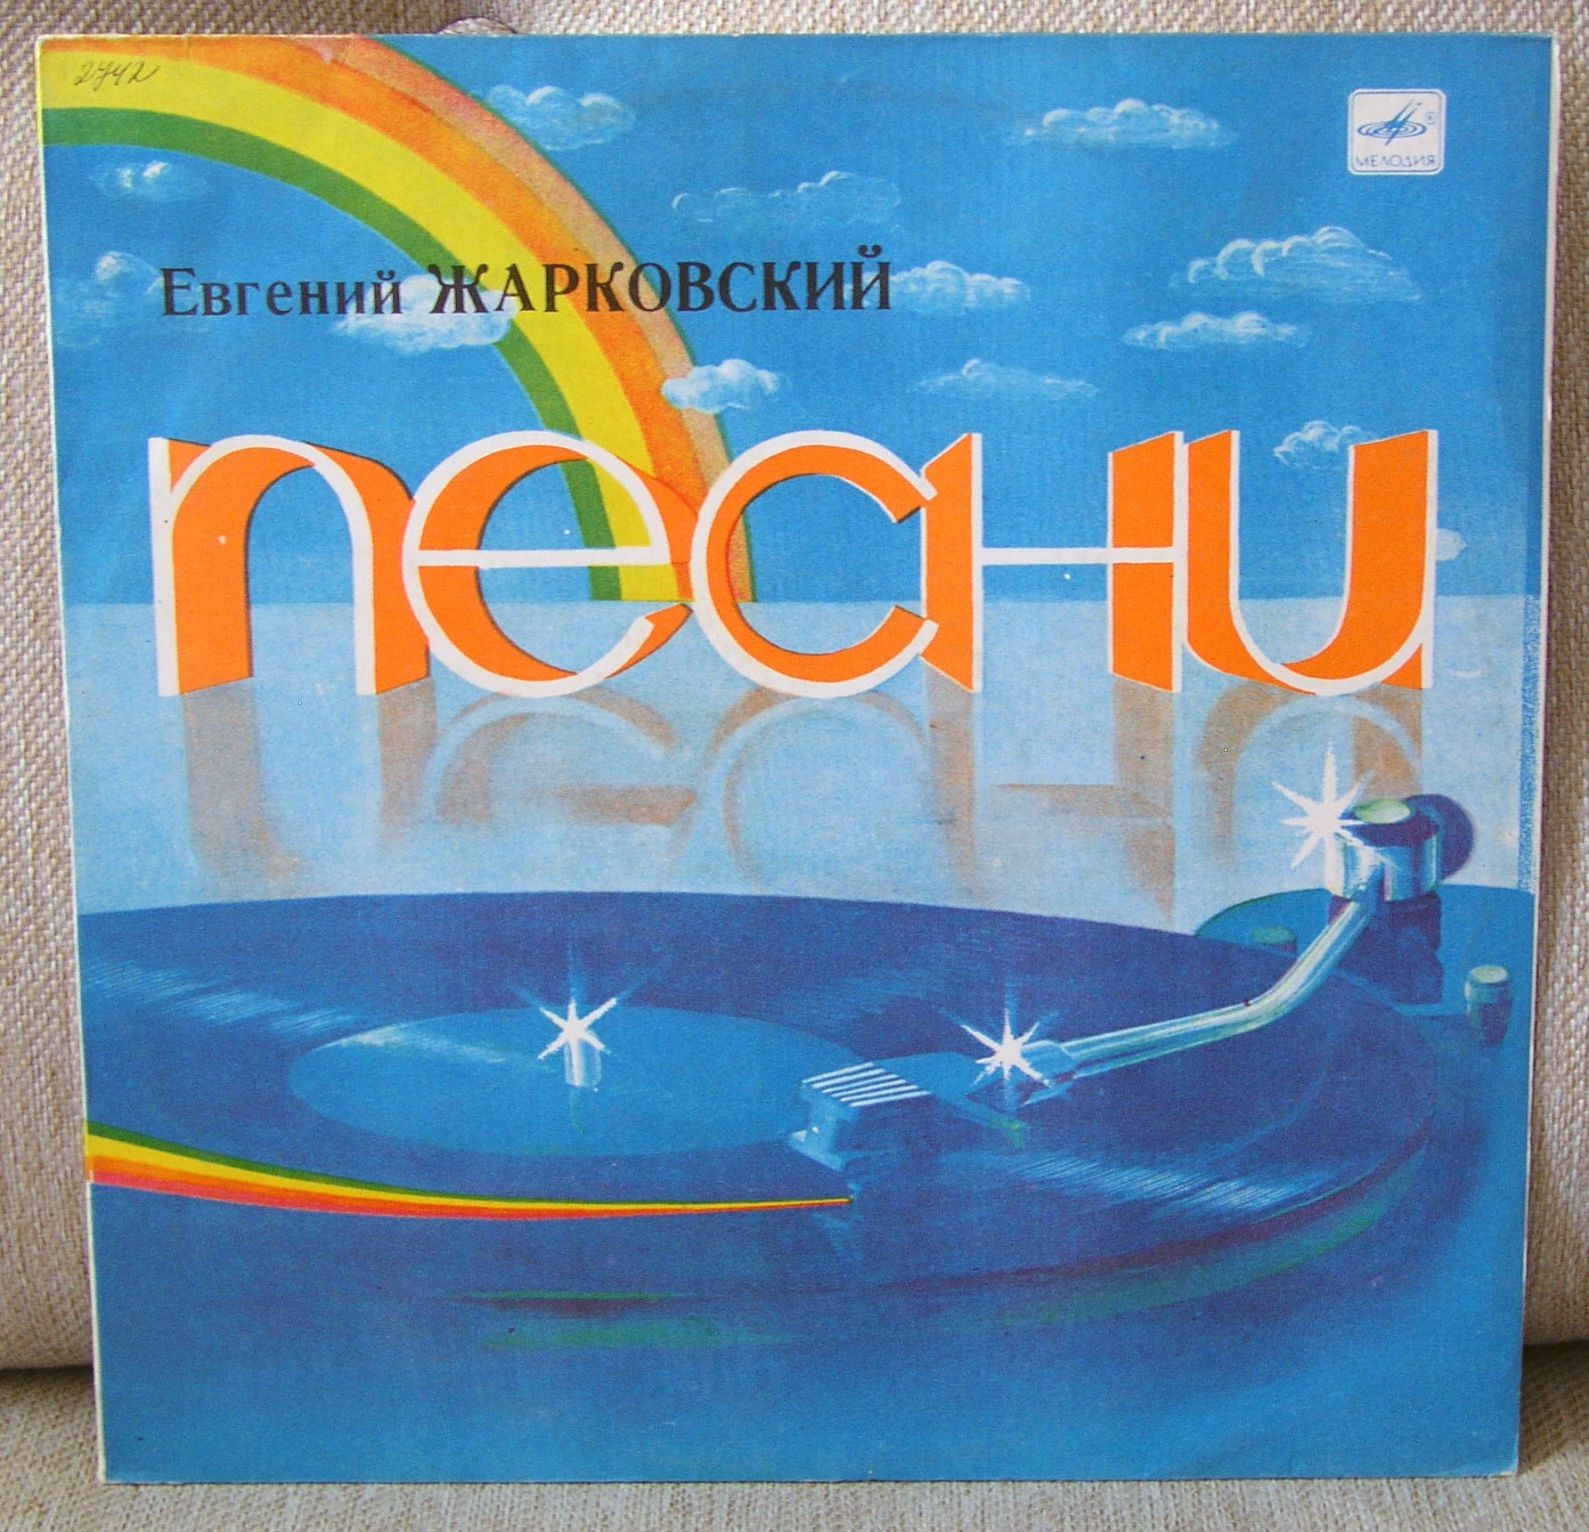 2742
МЕЛОДИЯ
Евгений ЖАРКОВСКИЙ
песни